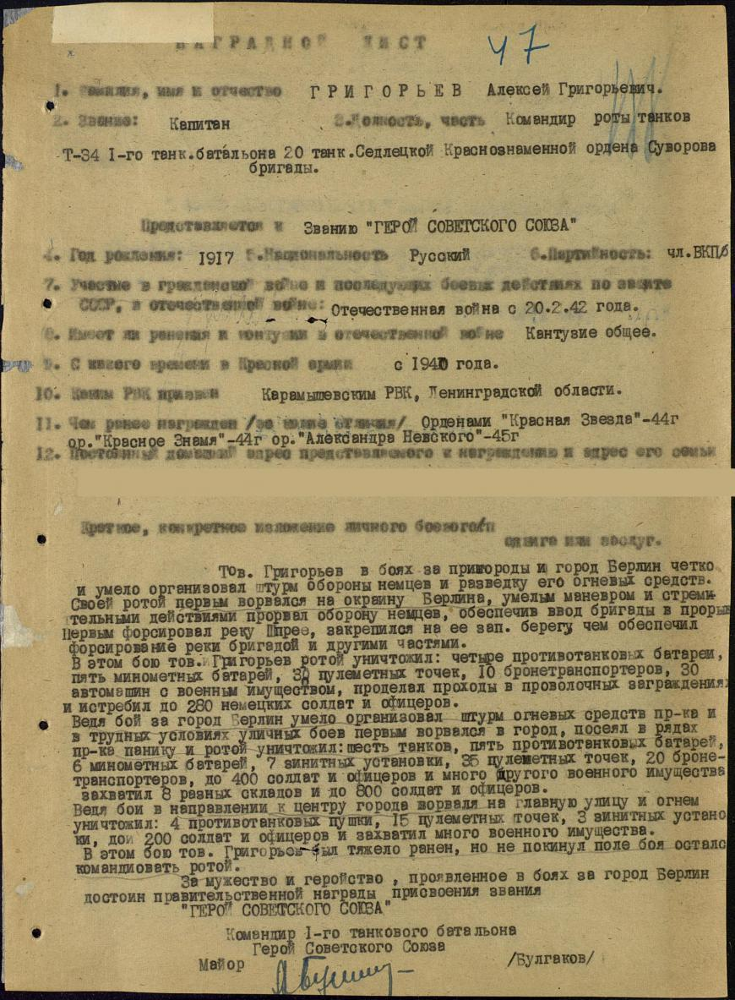 НАГРАДНОЙ ЛИСТ
47
1. Фамилия, имя и отчество ГРИГОРЬЕВ Алексей Григорьевич.
2. Звание: Капитан 3. Должность, часть Командир роты танков
Т-34 I-го танк.батальона 20 танк.Седлецкой Краснознаменной ордена Суворова
бригады.
Представляется к Званию "ГЕРОЙ СОВЕТСКОГО СОЮЗА"
4. Год рождения: 1917 5.Национальность Русский 6.Партийность: чл.ВКП/б
7. Участие в гражданской войне и последующих боевых действиях по защите
СССР, в отечественной войне: Отечественная война с 20.2.42 года.
8. Имеет ли ранения и контузии в отечественной войне Кантузие общее.
9. С какого времени в Красной армии с 1940 года.
10. Каким РВК призван Карамышевским РВК, Ленинградской области.
11. Чем ранее награжден /за какие отличия/ Орденами "Красная Звезда"-44г
ор."Красное Знамя"-44г ор."Александра Невского"-45г
12. Постоянный домашний адрес представляемого к награждению и адрес его семьи
Краткое, конкретное изложение личного боевого/п
одвига или заслуг.
Тов. Григорьев в боях за пригороды и город Берлин четко
и умело организовал штурм обороны немцев и разведку его огневых средств.
Своей ротой первым ворвался на окраину Берлина, умелым маневром и стреми-
тельными действиями прорвал оборону немцев, обеспечив ввод бригады в прорыв
Первым форсировал реку Шпрее, закрепился на ее зап. берегу чем обеспечил
форсирование реки бригадой и другими частями.
В этом бою тов. Григорьев ротой уничтожил: четыре противотанковых батареи,
пять минометных батарей, 30 пулеметных точек, 10 бронетранспортеров, 30
автомашин с военным имуществом, проделал проходы в проволочных заграждениях
и истребил до 280 немецких солдат и офицеров.
Ведя бой за город Берлин умело организовал штурм огневых средств пр-ка и
в трудных условиях уличных боев первым ворвался в город, посеял в рядах
пр-ка панику и ротой уничтожил:шесть танков, пять противотанковых батарей,
6 минометных батарей, 7 зинитных установки, 35 пулеметных точек, 20 броне-
транспортеров, до 400 солдат и офицеров и много другого военного имущества
захватил 8 разных складов и до 800 солдат и офицеров.
Ведя бои в направлении к центру города ворваля на главную улицу и огнем
уничтожил: 4 противотанковых пушки, 15 пулеметных точек, 3 зинитных устано
ки, дои 200 солдат и офицеров и захватил много военного имущества.
В этом бою тов. Григорьев был тяжело ранен, но не покинул поле боя осталс
командиовать ротой.
За мужество и геройство , проявленное в боях за город Берлин
достоин правительственной награды присвоения звания
"ГЕРОЙ СОВЕТСКОГО СОЮЗА"
Командир I-го танкового батальона
Герой Советского Союза
Майор /Булгаков/